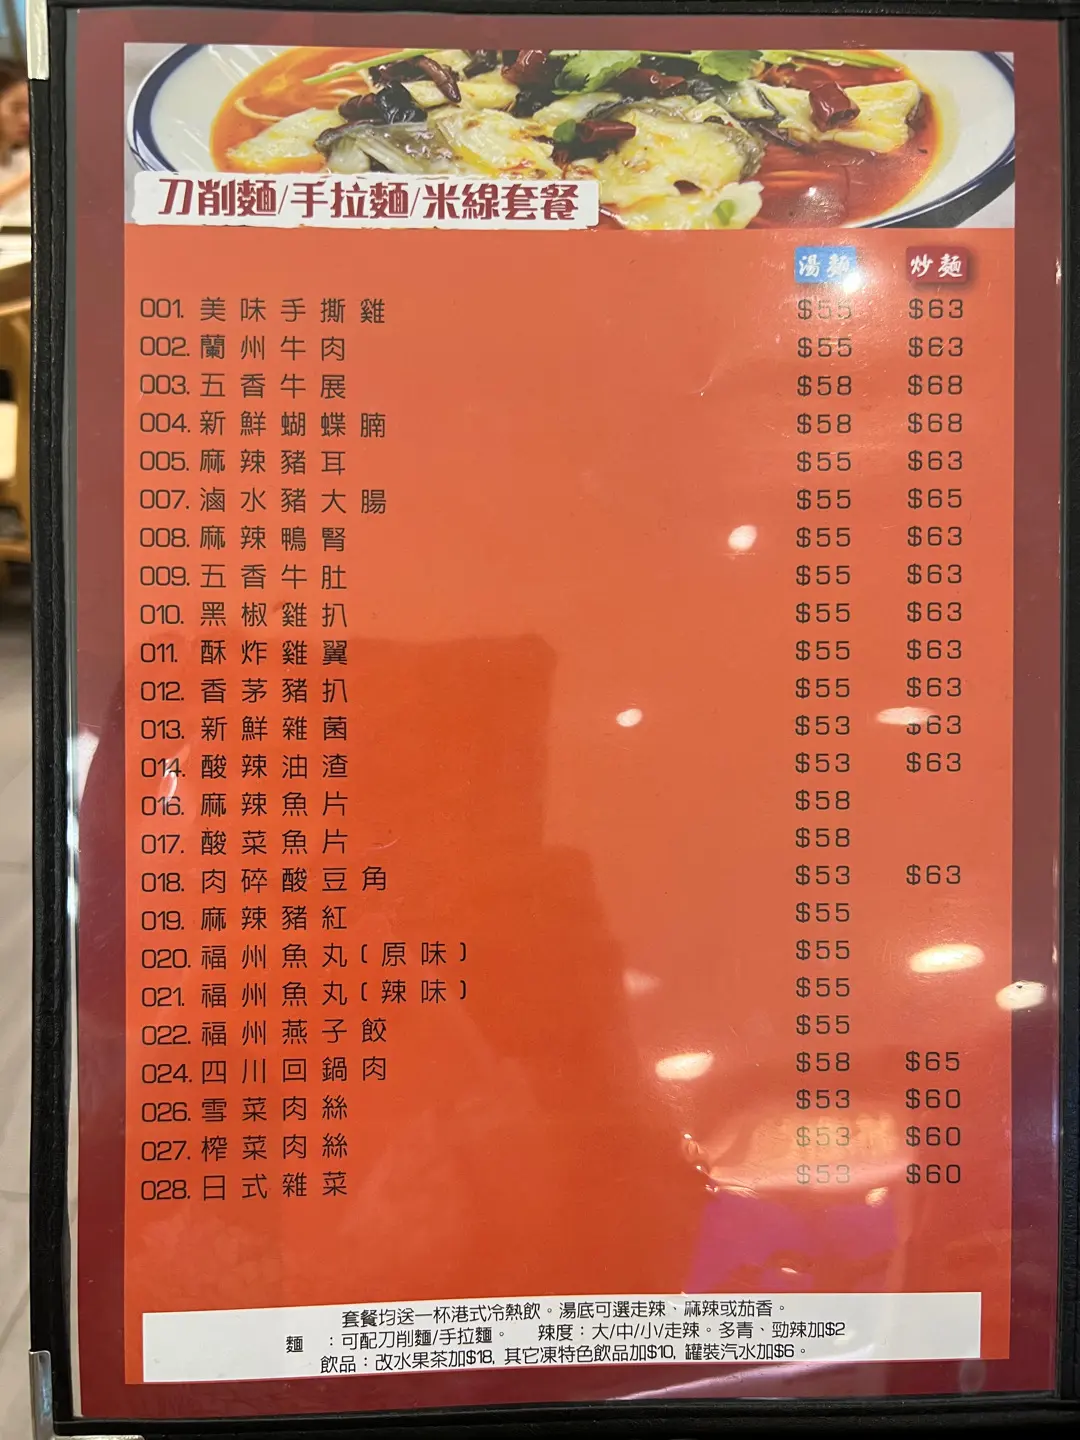 刀削麵/手拉麵/米線套餐
湯麵 炒麵
001. 美味手撕雞 $55 $63
002. 蘭州牛肉 $55 $63
003. 五香牛展 $58 $68
004. 新鮮蝴蝶腩 $58 $68
005. 麻辣豬耳 $55 $63
007. 滷水豬大腸 $55 $65
008. 麻辣鴨腎 $55 $63
009. 五香牛肚 $55 $63
010. 黑椒雞扒 $55 $63
011. 酥炸雞翼 $55 $63
012. 香茅豬扒 $55 $63
013. 新鮮雜菌 $53 $63
014. 酸辣油渣 $53 $63
016. 麻辣魚片 $58
017. 酸菜魚片 $58
018. 肉碎酸豆角 $53 $63
019. 麻辣豬紅 $55
020. 福州魚丸(原味) $55
021. 福州魚丸(辣味) $55
022. 福州燕子餃 $55
024. 四川回鍋肉 $58 $65
026. 雪菜肉絲 $53 $60
027. 榨菜肉絲 $53 $60
028. 日式雜菜 $53 $60
套餐均送一杯港式冷熱飲。湯底可選走辣、麻辣或茄香。
麵 :可配刀削麵/手拉麵。 辣度:大/中/小/走辣。多青、勁辣加$2
飲品:改水果茶加$18, 其它凍特色飲品加$10, 罐裝汽水加$6。